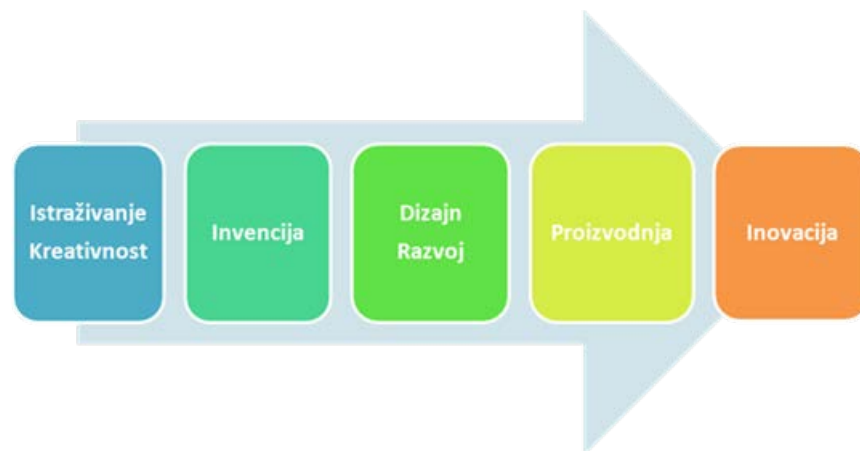 Istraživanje
Kreativnost
Invencija
Dizajn
Razvoj
Proizvodnja
Inovacija